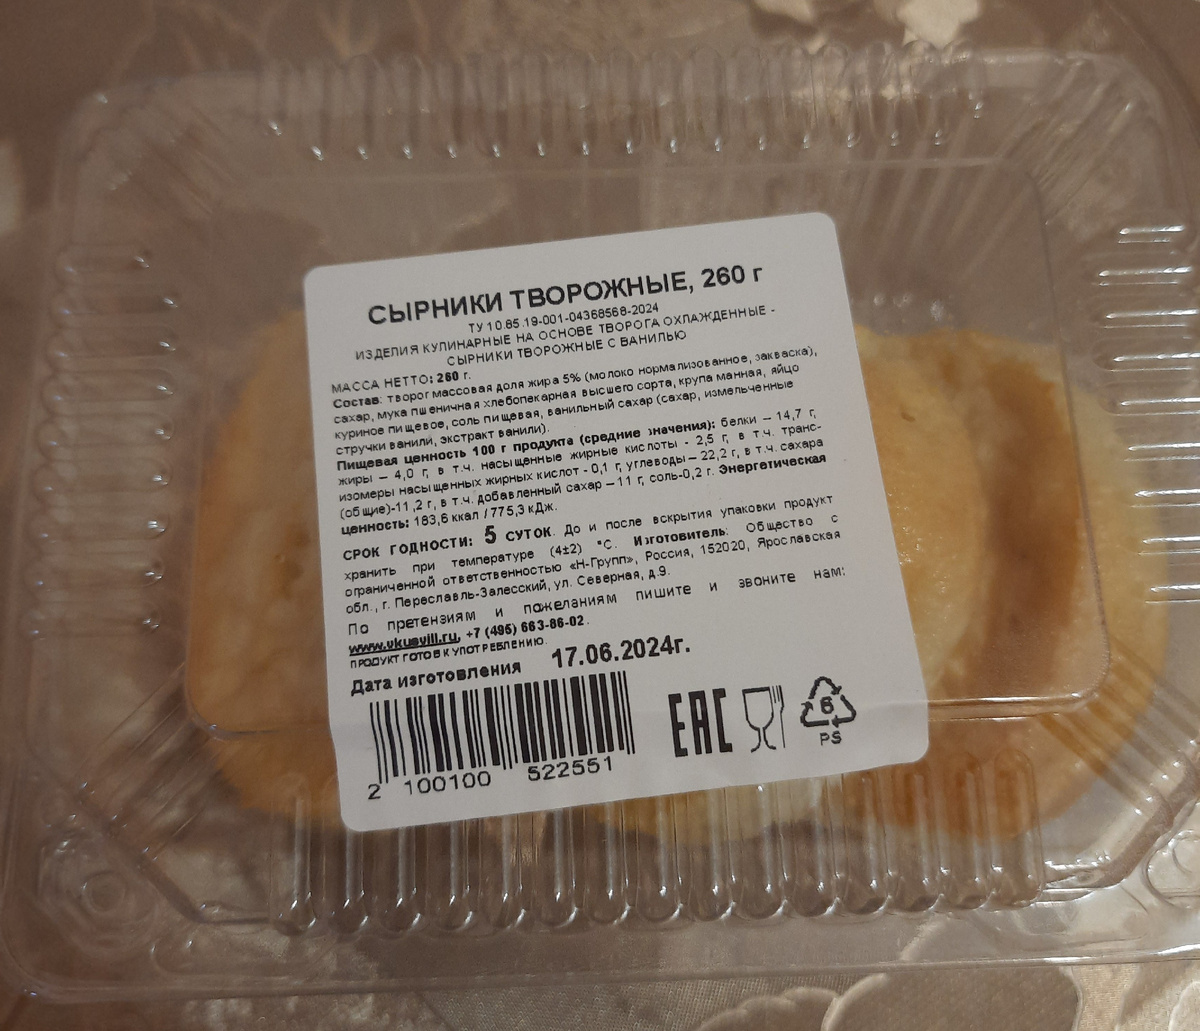 СЫРНИКИ ТВОРОЖНЫЕ, 260 г
ТУ 10.85.19-001-04368568-2024
ИЗДЕЛИЯ КУЛИНАРНЫЕ НА ОСНОВЕ ТВОРОГА ОХЛАЖДЕННЫЕ -
СЫРНИКИ ТВОРОЖНЫЕ С ВАНИЛЬЮ
МАССА НЕТТО: 260 г.
Состав: творог массовая доля жира 5% (молоко нормализованное, закваска),
сахар, мука пшеничная хлебопекарная высшего сорта, крупа манная, яйцо
куриное пищевое, соль пищевая, ванильный сахар (сахар, измельченные
стручки ванили, экстракт ванили).
Пищевая ценность 100 г продукта (средние значения): белки – 14,7 г,
жиры – 4,0 г, в т.ч. насыщенные жирные кислоты - 2,5 г, в т.ч. транс-
изомеры насыщенных жирных кислот - 0,1 г, углеводы – 22,2 г, в т.ч. сахара
(общие)-11,2 г, в т.ч. добавленный сахар – 11 г, соль-0,2 г. Энергетическая
ценность: 183,6 ккал / 775,3 кДж.
СРОК ГОДНОСТИ: 5 СУТОК. До и после вскрытия упаковки продукт
хранить при температуре (4±2) °С. Изготовитель: Общество с
ограниченной ответственностью «Н-Групп», Россия, 152020, Ярославская
обл., г. Переславль-Залесский, ул. Северная, д.9.
По претензиям и пожеланиям пишите и звоните нам:
www.vkusvill.ru, +7 (495) 663-86-02.
ПРОДУКТ ГОТОВ К УПОТРЕБЛЕНИЮ.
Дата изготовления 17.06.2024г.
2 100100 522551
EAC
6
PS